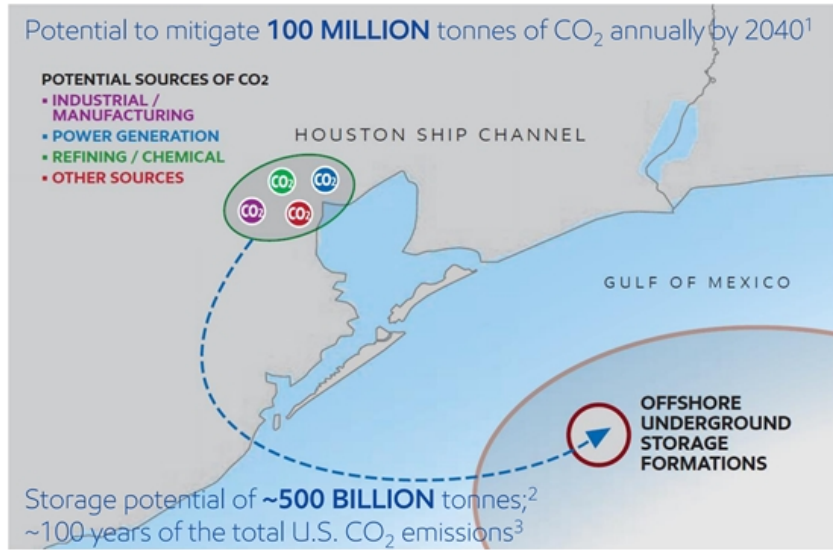 Potential to mitigate 100 MILLION tonnes of CO₂ annually by 2040¹
POTENTIAL SOURCES OF CO2
▪ INDUSTRIAL /
MANUFACTURING
▪ POWER GENERATION
▪ REFINING / CHEMICAL
▪ OTHER SOURCES
HOUSTON SHIP CHANNEL
CO₂
CO₂
CO₂
CO₂
GULF OF MEXICO
OFFSHORE
UNDERGROUND
STORAGE
FORMATIONS
Storage potential of ~500 BILLION tonnes;²
~100 years of the total U.S. CO₂ emissions³